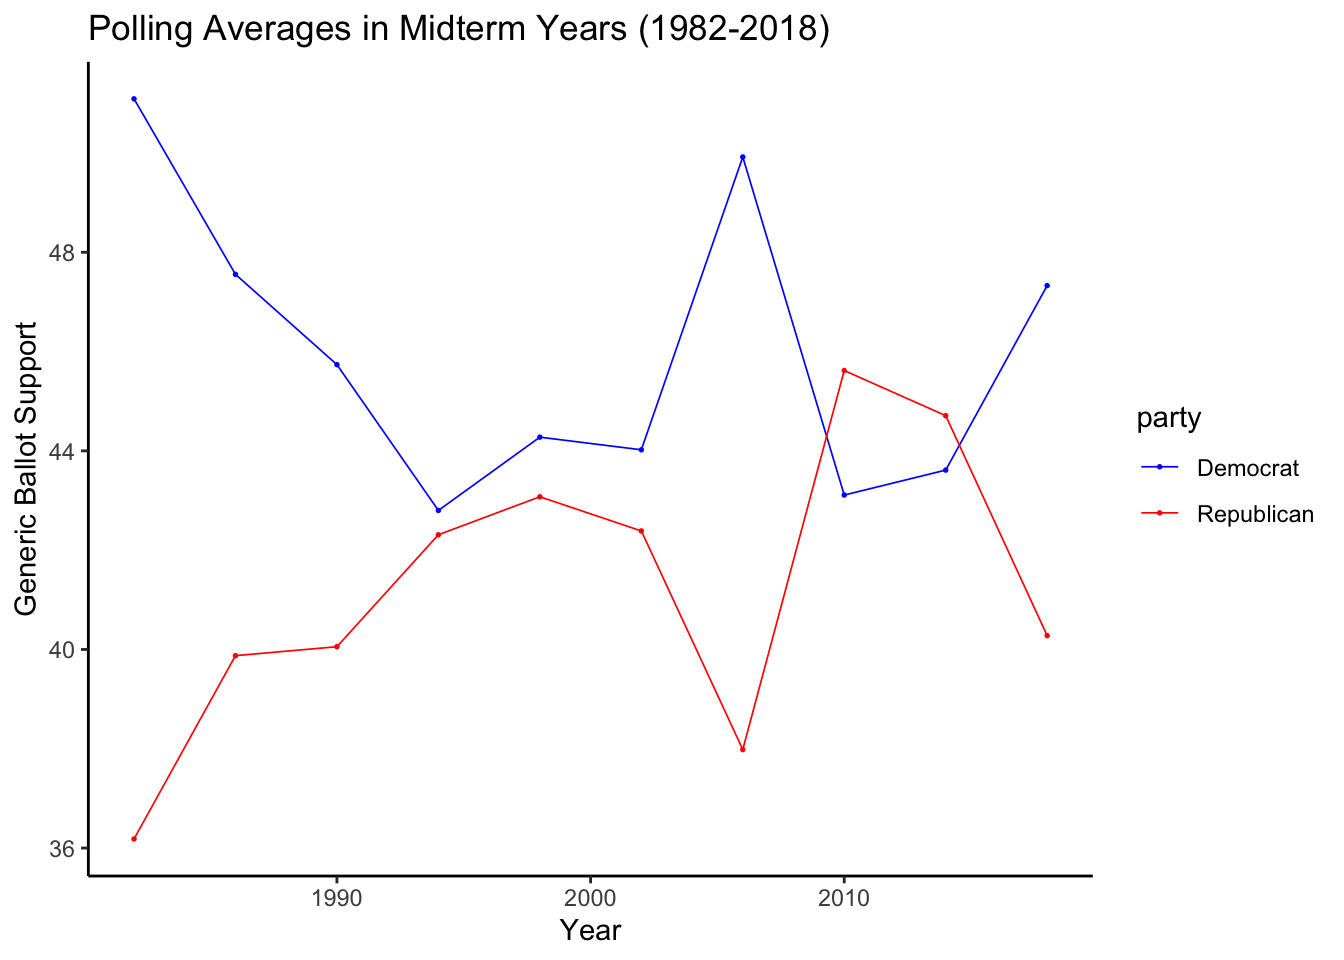 Polling Averages in Midterm Years (1982-2018)
Generic Ballot Support
48
44
40
36
1990
2000
2010
Year
party
Democrat
Republican